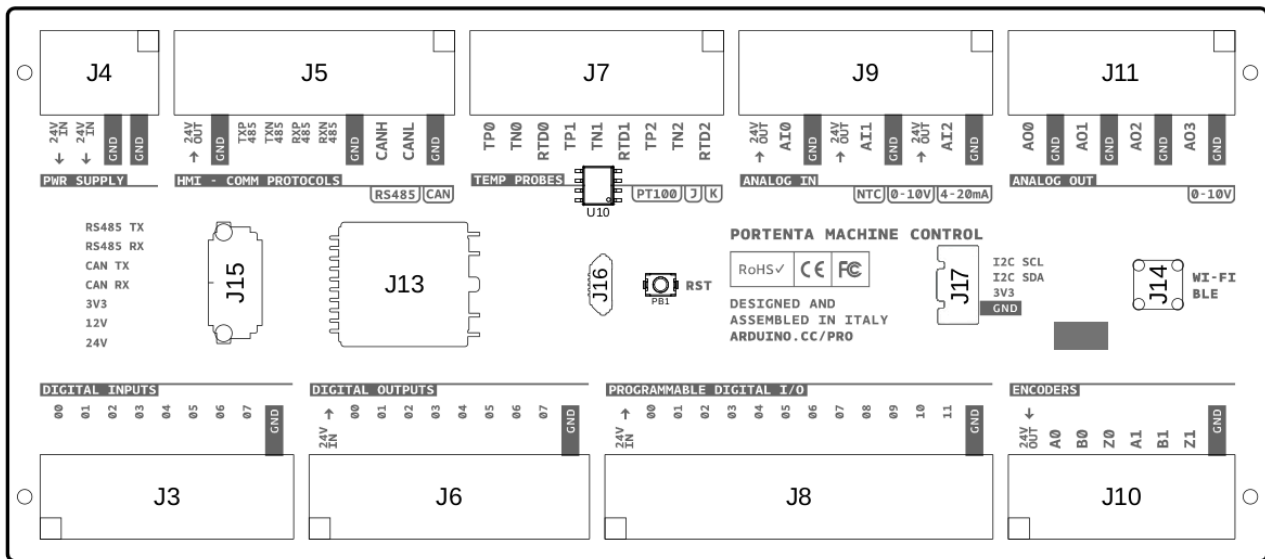 J4
J5
J7
J9
J11
24V IN
24V IN
GND
GND
24V OUT
GND
TXP 485
TXN 485
RXP 485
RXN 485
GND
CANH
CANL
GND
TP0
TN0
RTD0
TP1
TN1
RTD1
TP2
TN2
RTD2
24V OUT
AI0
GND
24V OUT
AI1
GND
24V OUT
AI2
GND
AO0
GND
AO1
GND
AO2
GND
AO3
GND
PWR SUPPLY
HMI - COMM PROTOCOLS
RS485
CAN
TEMP PROBES
PT100
J
K
ANALOG IN
NTC
0-10V
4-20mA
ANALOG OUT
0-10V
U10
RS485 TX
RS485 RX
CAN TX
CAN RX
3V3
12V
24V
J15
J13
J16
PB1
RST
PORTENTA MACHINE CONTROL
RoHS✓
CE
FC
DESIGNED AND
ASSEMBLED IN ITALY
ARDUINO.CC/PRO
J17
I2C SCL
I2C SDA
3V3
GND
J14
WI-FI
BLE
DIGITAL INPUTS
00
01
02
03
04
05
06
07
GND
DIGITAL OUTPUTS
24V IN
00
01
02
03
04
05
06
07
GND
PROGRAMMABLE DIGITAL I/O
24V IN
00
01
02
03
04
05
06
07
08
09
10
11
GND
ENCODERS
24V OUT
A0
B0
Z0
A1
B1
Z1
GND
J3
J6
J8
J10